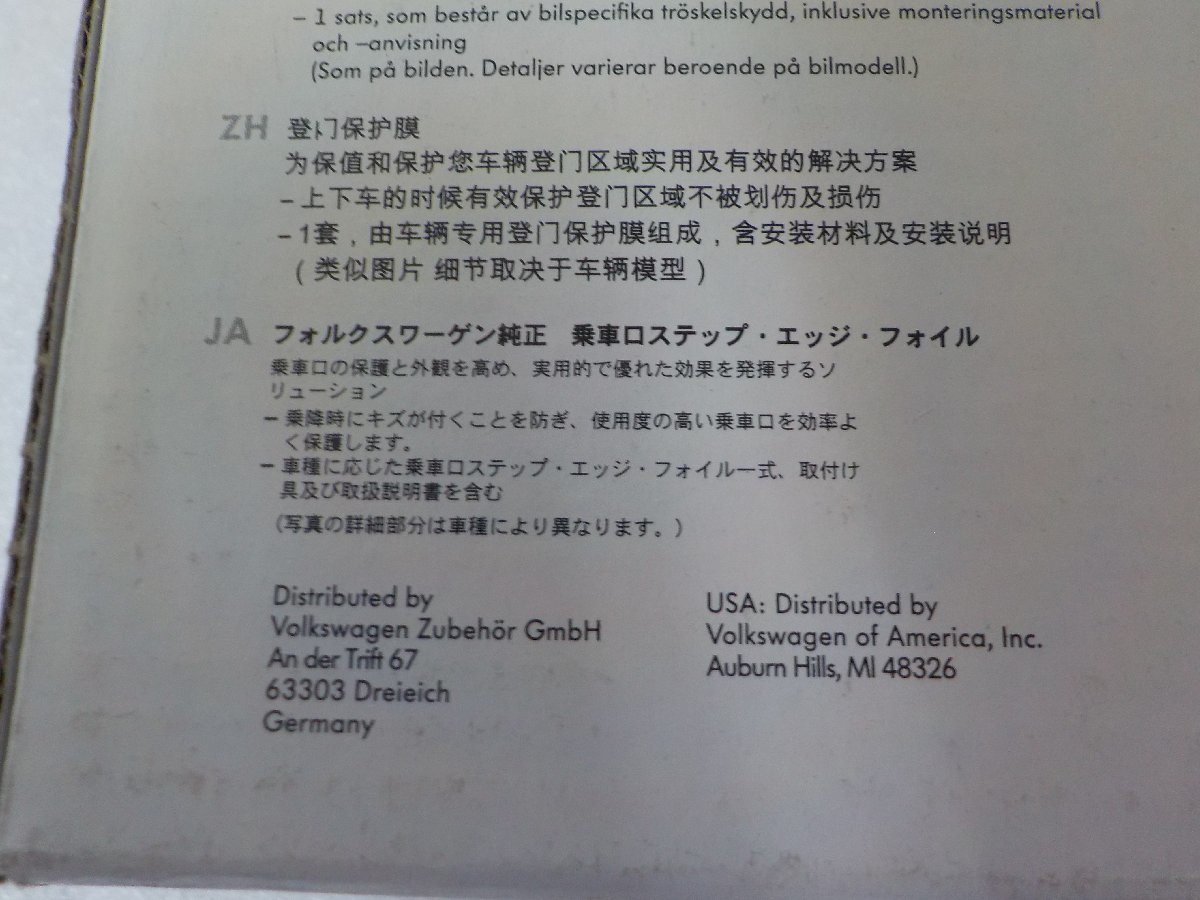 – 1 sats, som består av bilspecifika tröskelskydd, inklusive monteringsmaterial
och –anvisning
(Som på bilden. Detaljer varierar beroende på bilmodell.)
ZH 登门保护膜
为保值和保护您车辆登门区域实用及有效的解决方案
– 上下车的时候有效保护登门区域不被划伤及损伤
– 1套，由车辆专用登门保护膜组成，含安装材料及安装说明
（类似图片 细节取决于车辆模型）
JA フォルクスワーゲン純正 乗車口ステップ・エッジ・フォイル
乗車口の保護と外観を高め、実用的で優れた効果を発揮するソ
リューション
– 乗降時にキズが付くことを防ぎ、使用度の高い乗車口を効率よ
く保護します。
– 車種に応じた乗車口ステップ・エッジ・フォイル一式、取付け
具及び取扱説明書を含む
（写真の詳細部分は車種により異なります。）
Distributed by
Volkswagen Zubehör GmbH
An der Trift 67
63303 Dreieich
Germany
USA: Distributed by
Volkswagen of America, Inc.
Auburn Hills, MI 48326